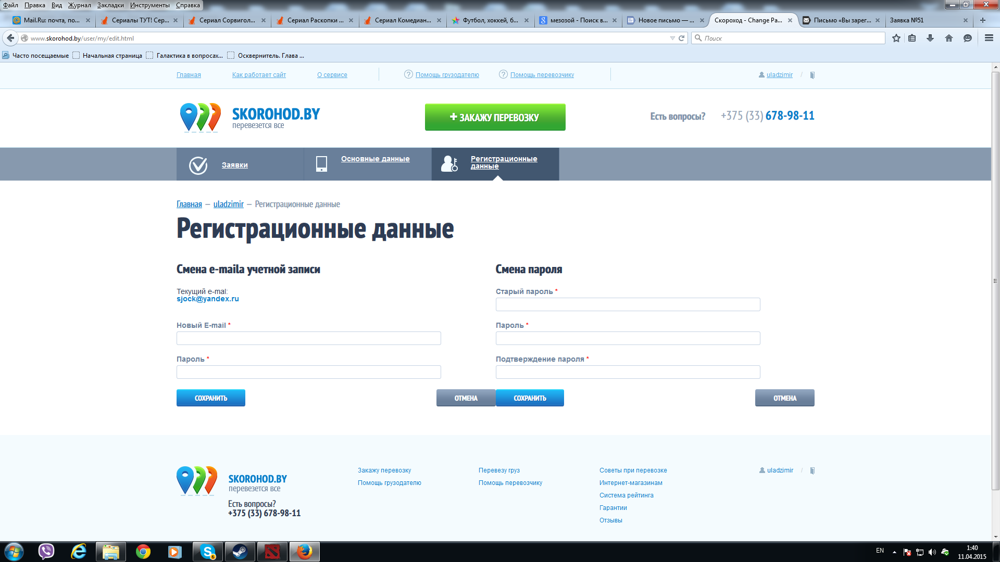 Файл Правка Вид Журнал Закладки Инструменты Справка
Mail.Ru: почта, по... Сериалы ТУТ! Сер... Сериал Сорвигол... Сериал Раскопки ... Сериал Комедиан... Футбол, хоккей, б... мезозой - Поиск в... Новое письмо — ... Скороход - Change Pa... Письмо «Вы зарег... Заявка №51
www.skorohod.by/user/my/edit.html
Поиск
Часто посещаемые Начальная страница Галактика в вопросах... Осквернитель. Глава ...
Главная Как работает сайт О сервисе ? Помощь грузодателю ? Помощь перевозчику uladzimir /
SKOROHOD.BY
перевезется все
+ ЗАКАЖУ ПЕРЕВОЗКУ
Есть вопросы? +375 (33) 678-98-11
Заявки
Основные данные
Регистрационные
данные
Главная — uladzimir — Регистрационные данные
Регистрационные данные
Смена e-mailа учетной записи
Текущий e-mal:
sjock@yandex.ru
Новый E-mail *
Пароль *
СОХРАНИТЬ ОТМЕНА
Смена пароля
Старый пароль *
Пароль *
Подтверждение пароля *
СОХРАНИТЬ ОТМЕНА
SKOROHOD.BY
перевезется все
Есть вопросы?
+375 (33) 678-98-11
Закажу перевозку
Помощь грузодателю
Перевезу груз
Помощь перевозчику
Советы при перевозке
Интернет-магазинам
Система рейтинга
Гарантии
Отзывы
uladzimir /
6
EN
1:40
11.04.2015